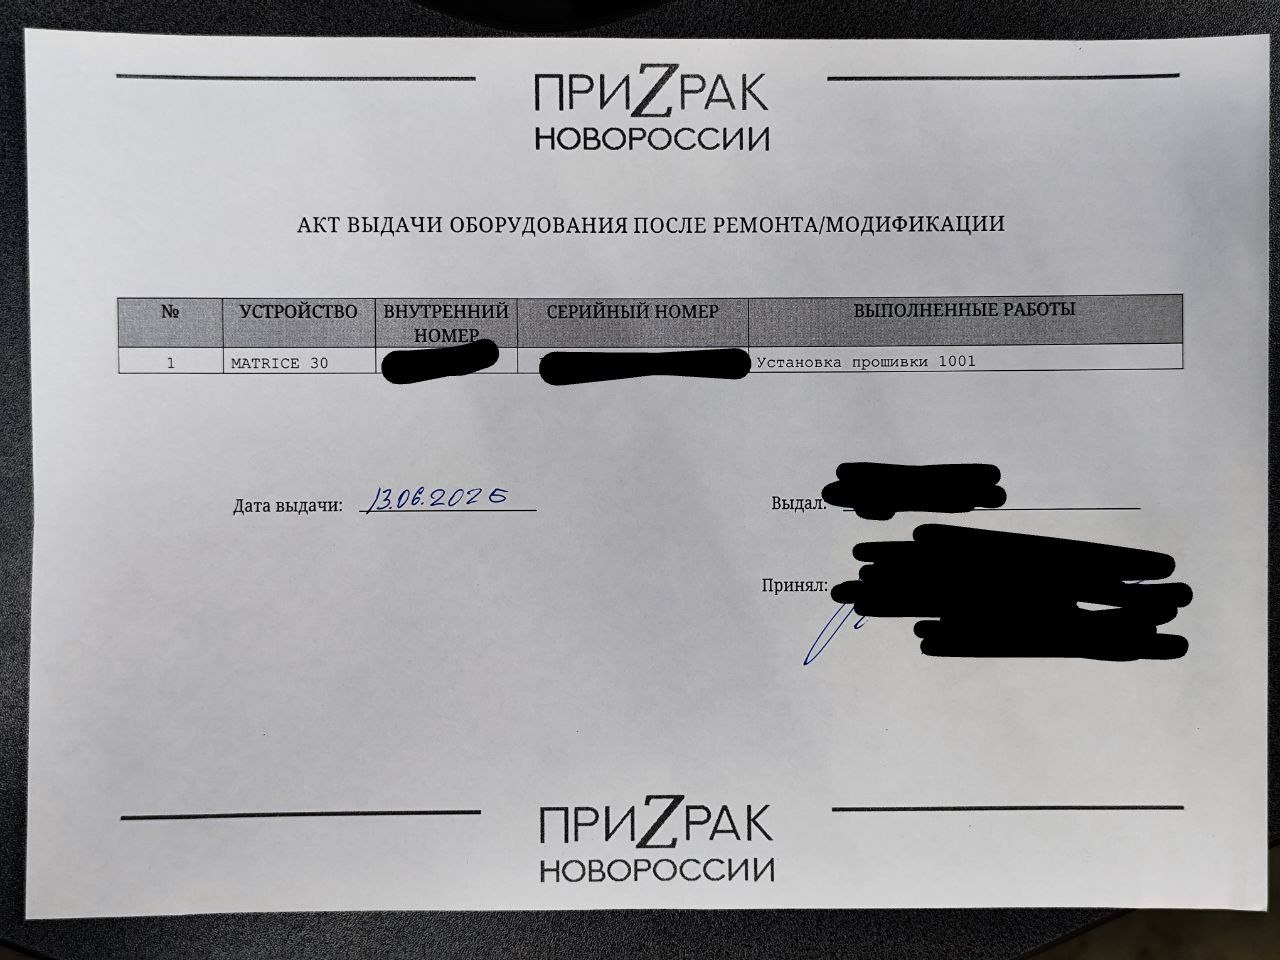 ПРИZРАК
НОВОРОССИИ
АКТ ВЫДАЧИ ОБОРУДОВАНИЯ ПОСЛЕ РЕМОНТА/МОДИФИКАЦИИ
№ УСТРОЙСТВО ВНУТРЕННИЙ НОМЕР СЕРИЙНЫЙ НОМЕР ВЫПОЛНЕННЫЕ РАБОТЫ
1 MATRICE 30 Установка прошивки 1001
Дата выдачи: 13.06.2025
Выдал:
Принял:
ПРИZРАК
НОВОРОССИИ